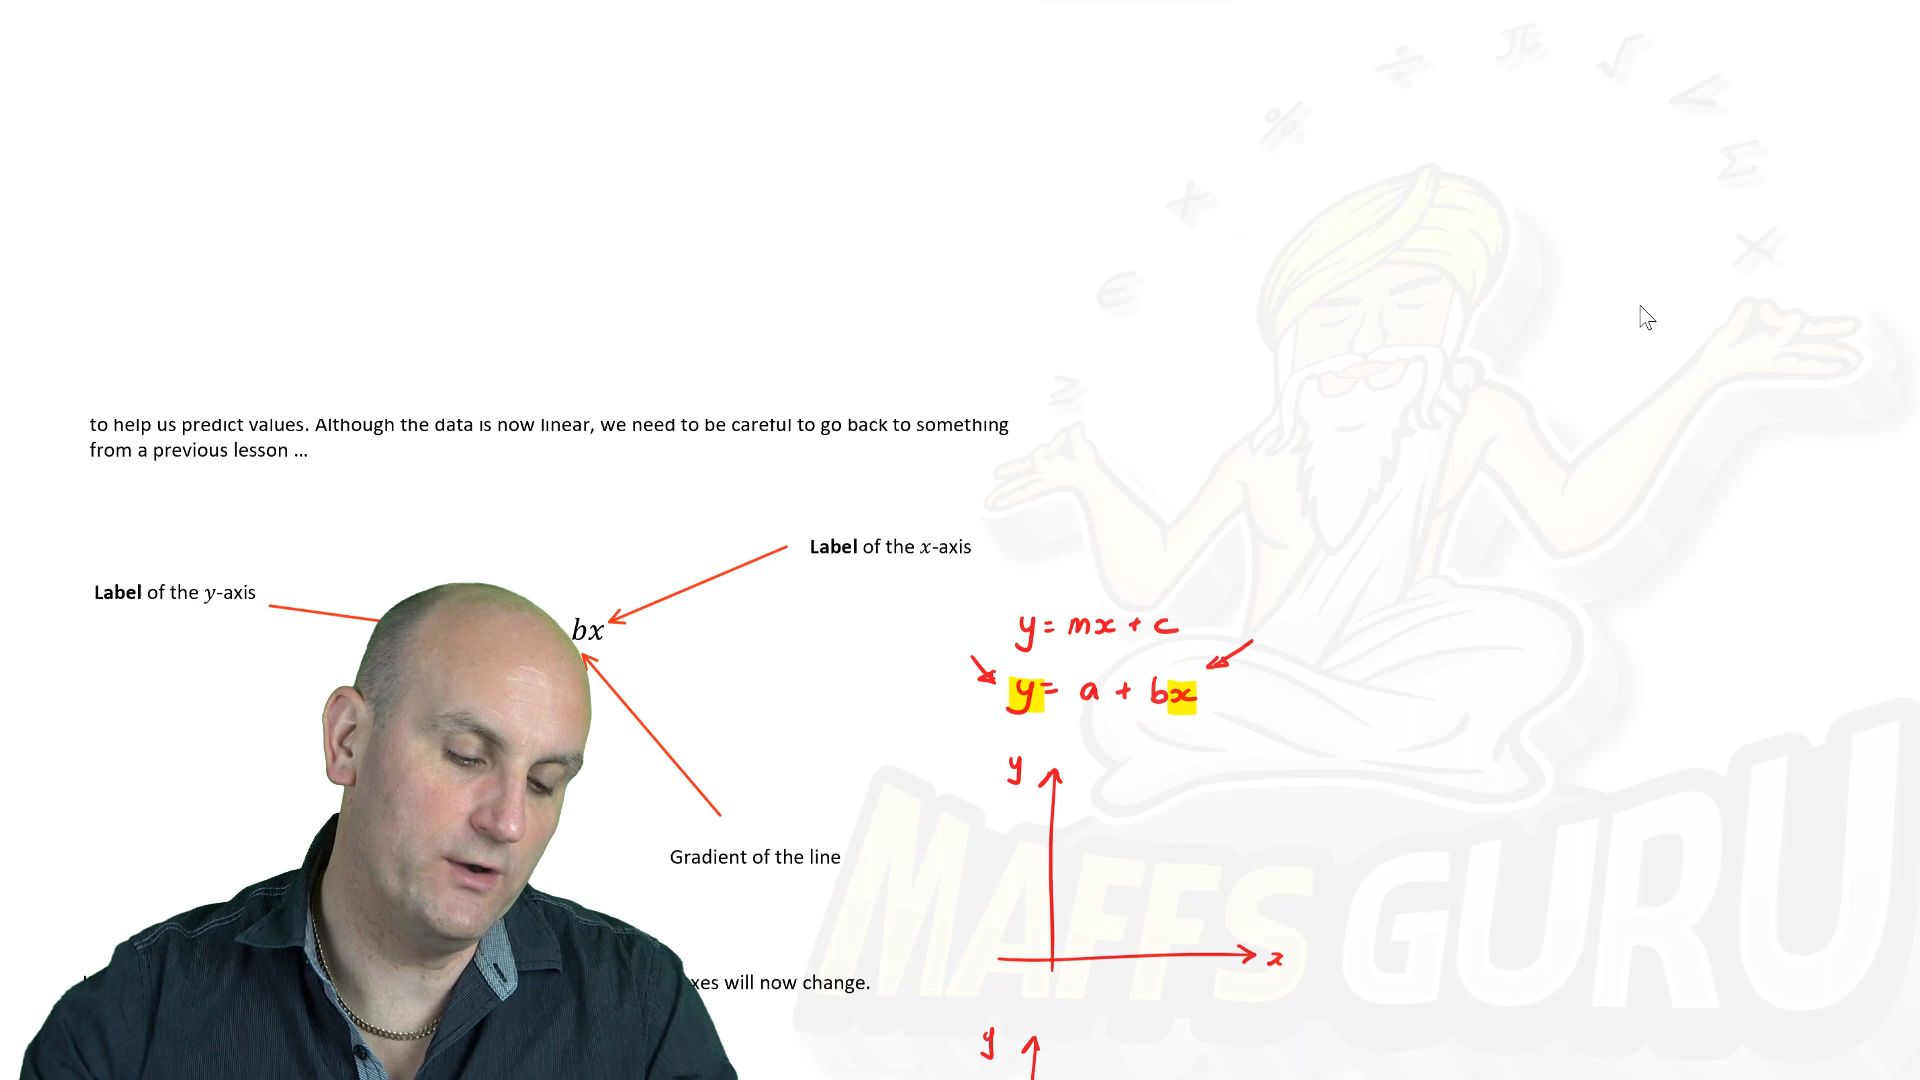 to help us predict values. Although the data is now linear, we need to be careful to go back to something
from a previous lesson ...
Label of the x-axis
Label of the y-axis
bx
y = mx + c
y = a + bx
y
Gradient of the line
x
xes will now change.
y
MAFFS GURU